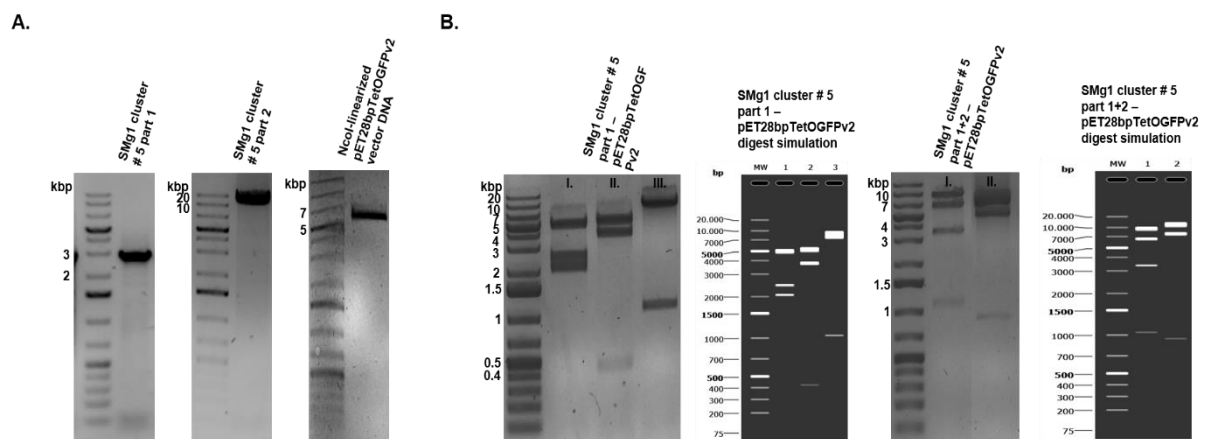 A.
B.
SMg1 cluster
# 5 part 1
SMg1 cluster
# 5 part 2
NcoI-linearized
pET28bpTetOGFPv2
vector DNA
SMg1 cluster # 5
part 1 –
pET28bpTetOGF
Pv2
SMg1 cluster # 5
part 1 –
pET28bpTetOGFPv2
digest simulation
SMg1 cluster # 5
part 1+2 –
pET28bpTetOGFPv2
SMg1 cluster # 5
part 1+2 –
pET28bpTetOGFPv2
digest simulation
kbp
3
2
kbp
20
10
kbp
7
5
kbp
20
10
7
5
4
3
2
1.5
1
0.5
0.4
I.
II.
III.
bp
MW
1
2
3
20.000
10.000
7000
5000
4000
3000
2000
1500
1000
700
500
400
300
200
75
kbp
10
7
4
3
1.5
1
I.
II.
bp
MW
1
2
20.000
10.000
7000
5000
4000
3000
2000
1500
1000
700
500
400
300
200
75